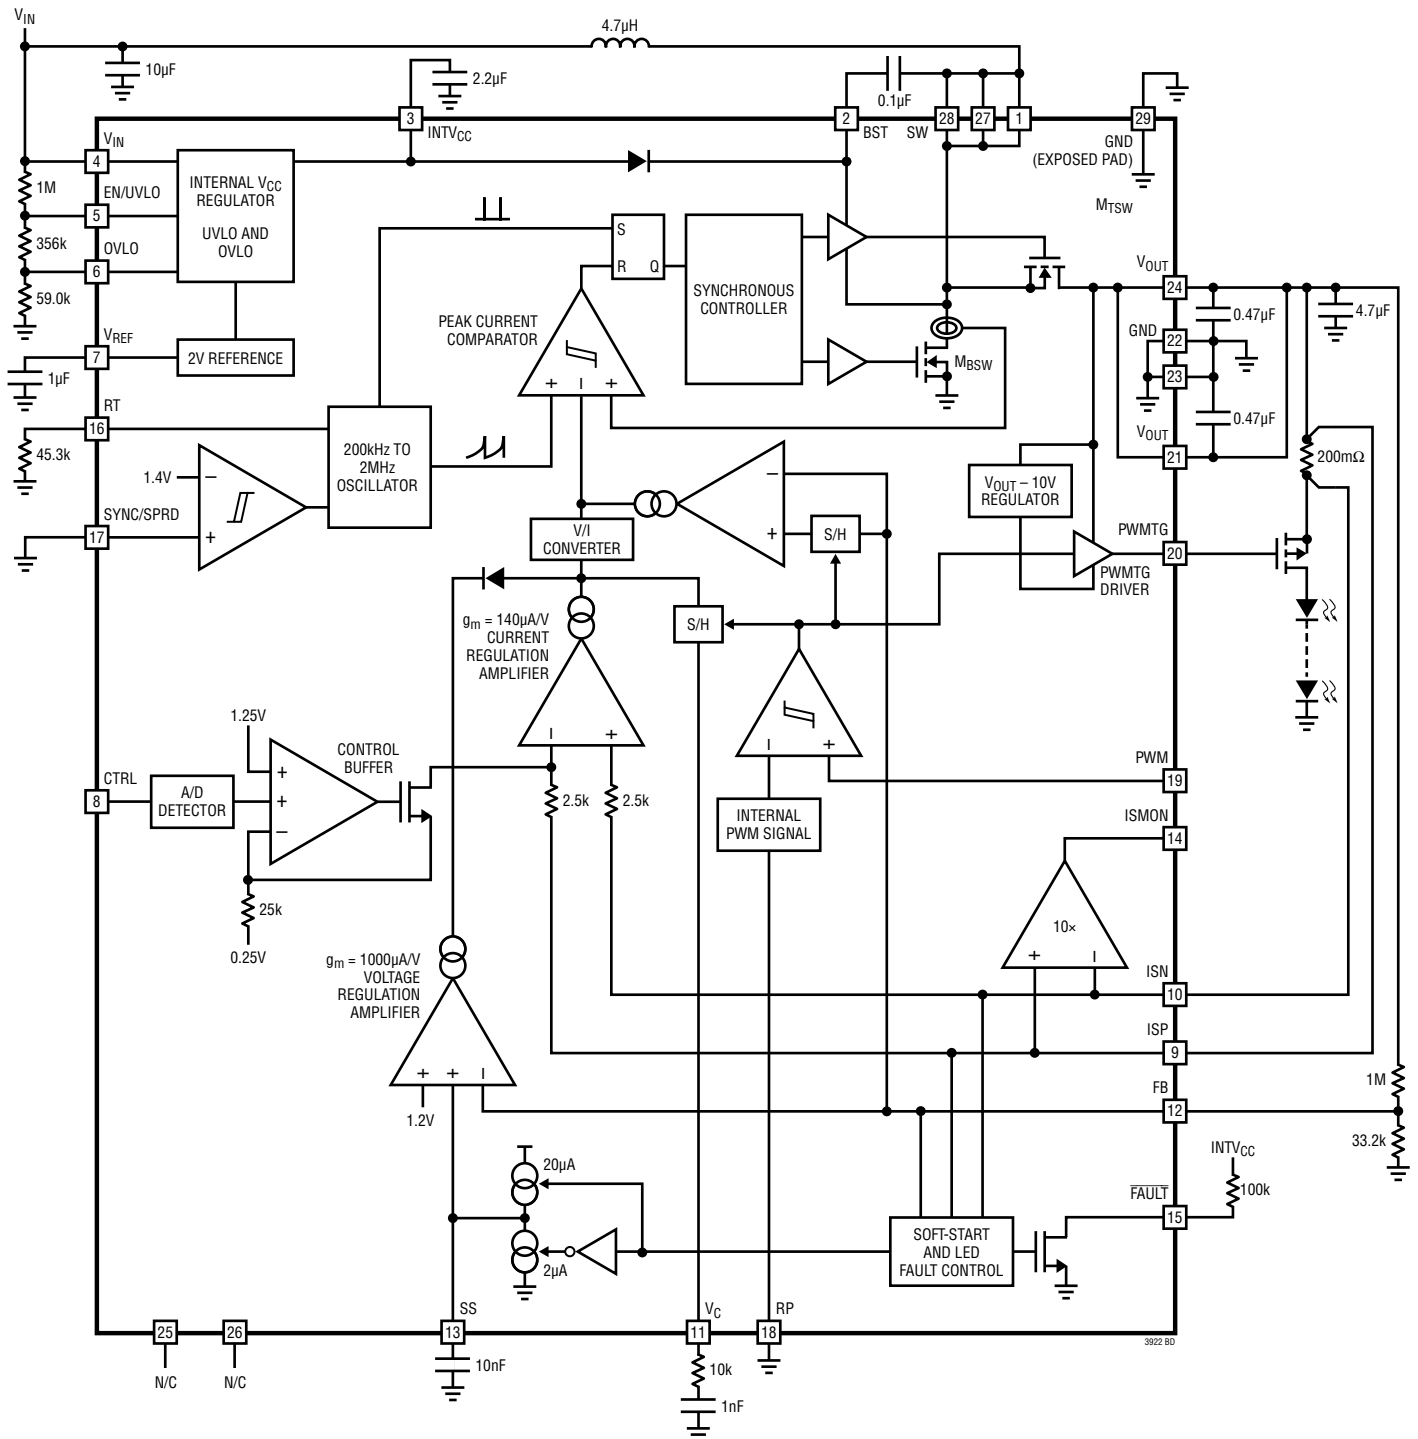 VIN
4.7µH
10µF
2.2µF
0.1µF
3
INTVCC
2
BST
SW
28
27
1
29
GND
(EXPOSED PAD)
VIN
4
1M
EN/UVLO
5
356k
OVLO
6
59.0k
INTERNAL VCC
REGULATOR
UVLO AND
OVLO
VREF
7
1µF
2V REFERENCE
RT
16
45.3k
1.4V
–
+
SYNC/SPRD
17
200kHz TO
2MHz
OSCILLATOR
S
R
Q
PEAK CURRENT
COMPARATOR
+
–
+
SYNCHRONOUS
CONTROLLER
MTSW
MBSW
VOUT
24
0.47µF
4.7µF
GND
22
23
0.47µF
VOUT
21
200mΩ
VOUT – 10V
REGULATOR
PWMTG
20
PWMTG
DRIVER
–
+
S/H
V/I
CONVERTER
S/H
gm = 140µA/V
CURRENT
REGULATION
AMPLIFIER
–
+
2.5k
2.5k
1.25V
CONTROL
BUFFER
CTRL
8
A/D
DETECTOR
+
+
–
25k
0.25V
–
+
INTERNAL
PWM SIGNAL
PWM
19
ISMON
14
10×
+
–
ISN
10
ISP
9
FB
12
1M
33.2k
gm = 1000µA/V
VOLTAGE
REGULATION
AMPLIFIER
+
+
–
1.2V
20µA
2µA
SOFT-START
AND LED
FAULT CONTROL
INTVCC
100k
FAULT
15
25
N/C
26
N/C
SS
13
10nF
VC
11
10k
1nF
RP
18
3922 BD